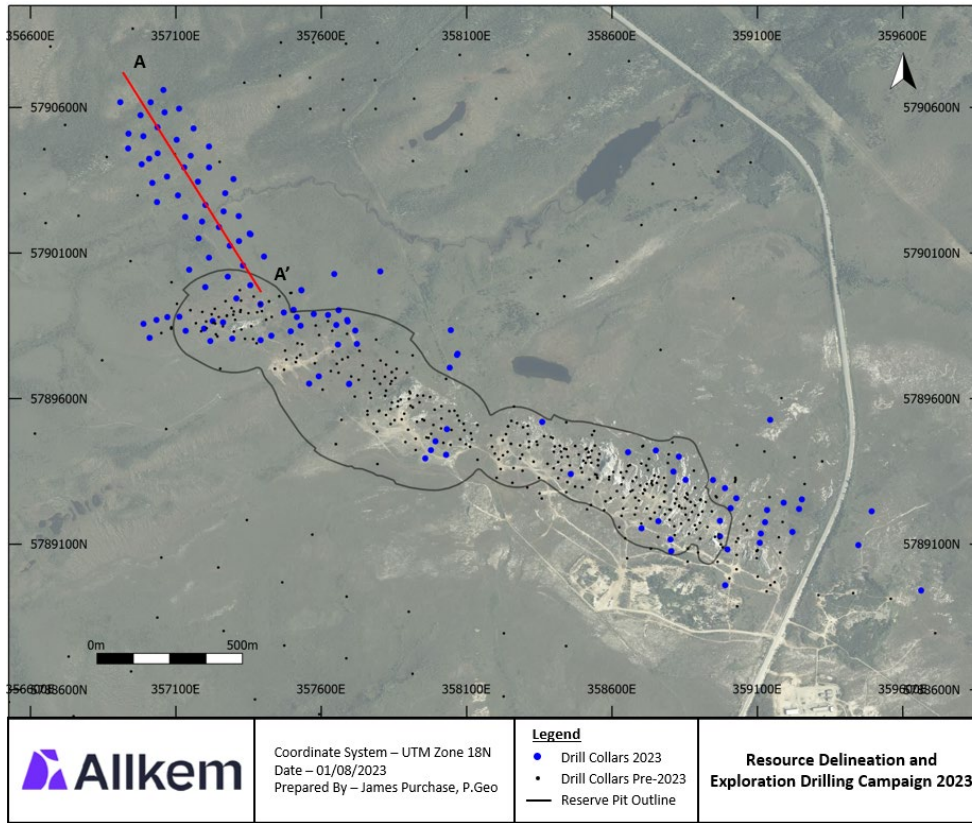 356600E 357100E 357600E 358100E 358600E 359100E 359600E
A
5790600N 5790600N
5790100N 5790100N
A'
5789600N 5789600N
5789100N 5789100N
0m 500m
356600E 357100E 357600E 358100E 358600E 359100E
Allkem
Coordinate System – UTM Zone 18N
Date – 01/08/2023
Prepared By – James Purchase, P.Geo
Legend
Drill Collars 2023
Drill Collars Pre-2023
Reserve Pit Outline
Resource Delineation and
Exploration Drilling Campaign 2023